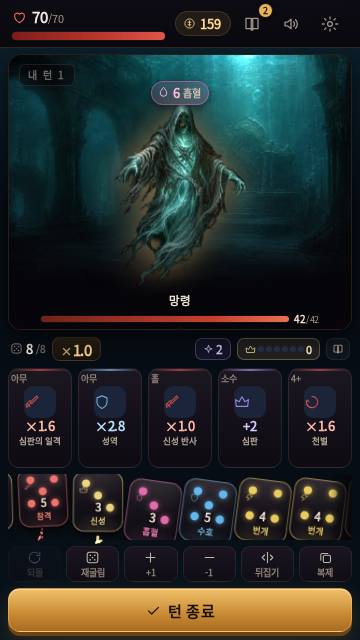 70/70
159
2
내 턴 1
6 흡혈
망령
42/42
8/8
×1.0
2
0
아무
×1.6
심판의 일격
아무
×2.8
성역
홀
×1.0
신성 반사
소수
+2
심판
4+
×1.6
천벌
5
참격
3
신성
3
흡혈
5
수호
4
번개
4
번개
되돌
재굴림
+1
-1
뒤집기
복제
턴 종료